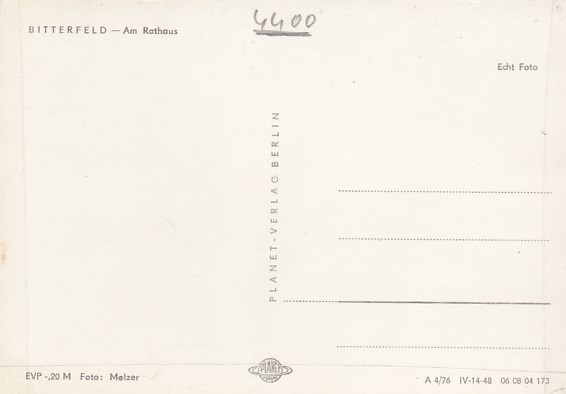 4400
BITTERFELD — Am Rathaus
Echt Foto
PLANET-VERLAG BERLIN
PLANET
EVP -,20 M Foto: Melzer
A 4/76 IV-14-48 06 08 04 173